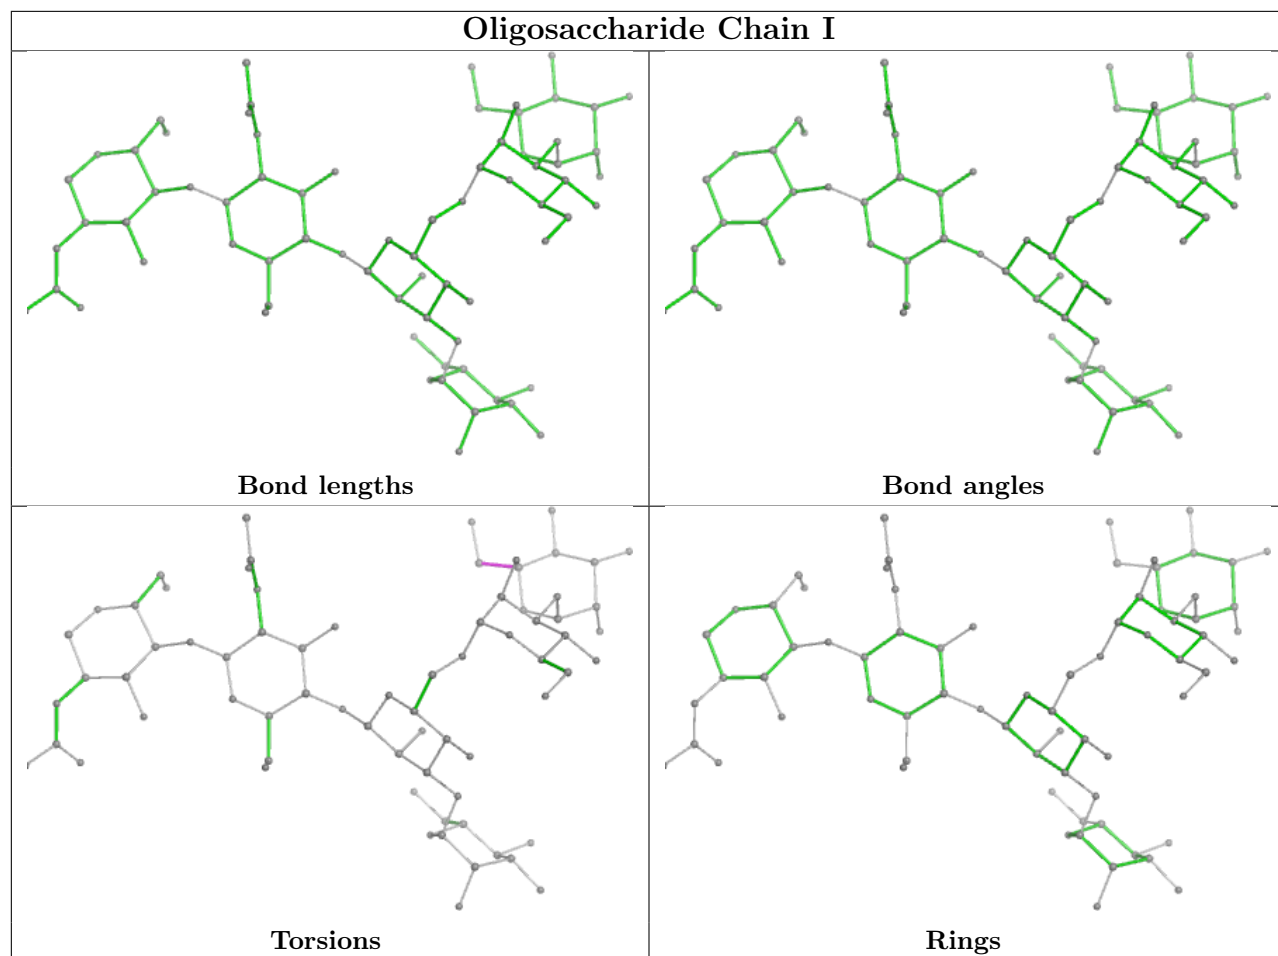 Oligosaccharide Chain I
Bond lengths
Bond angles
Torsions
Rings